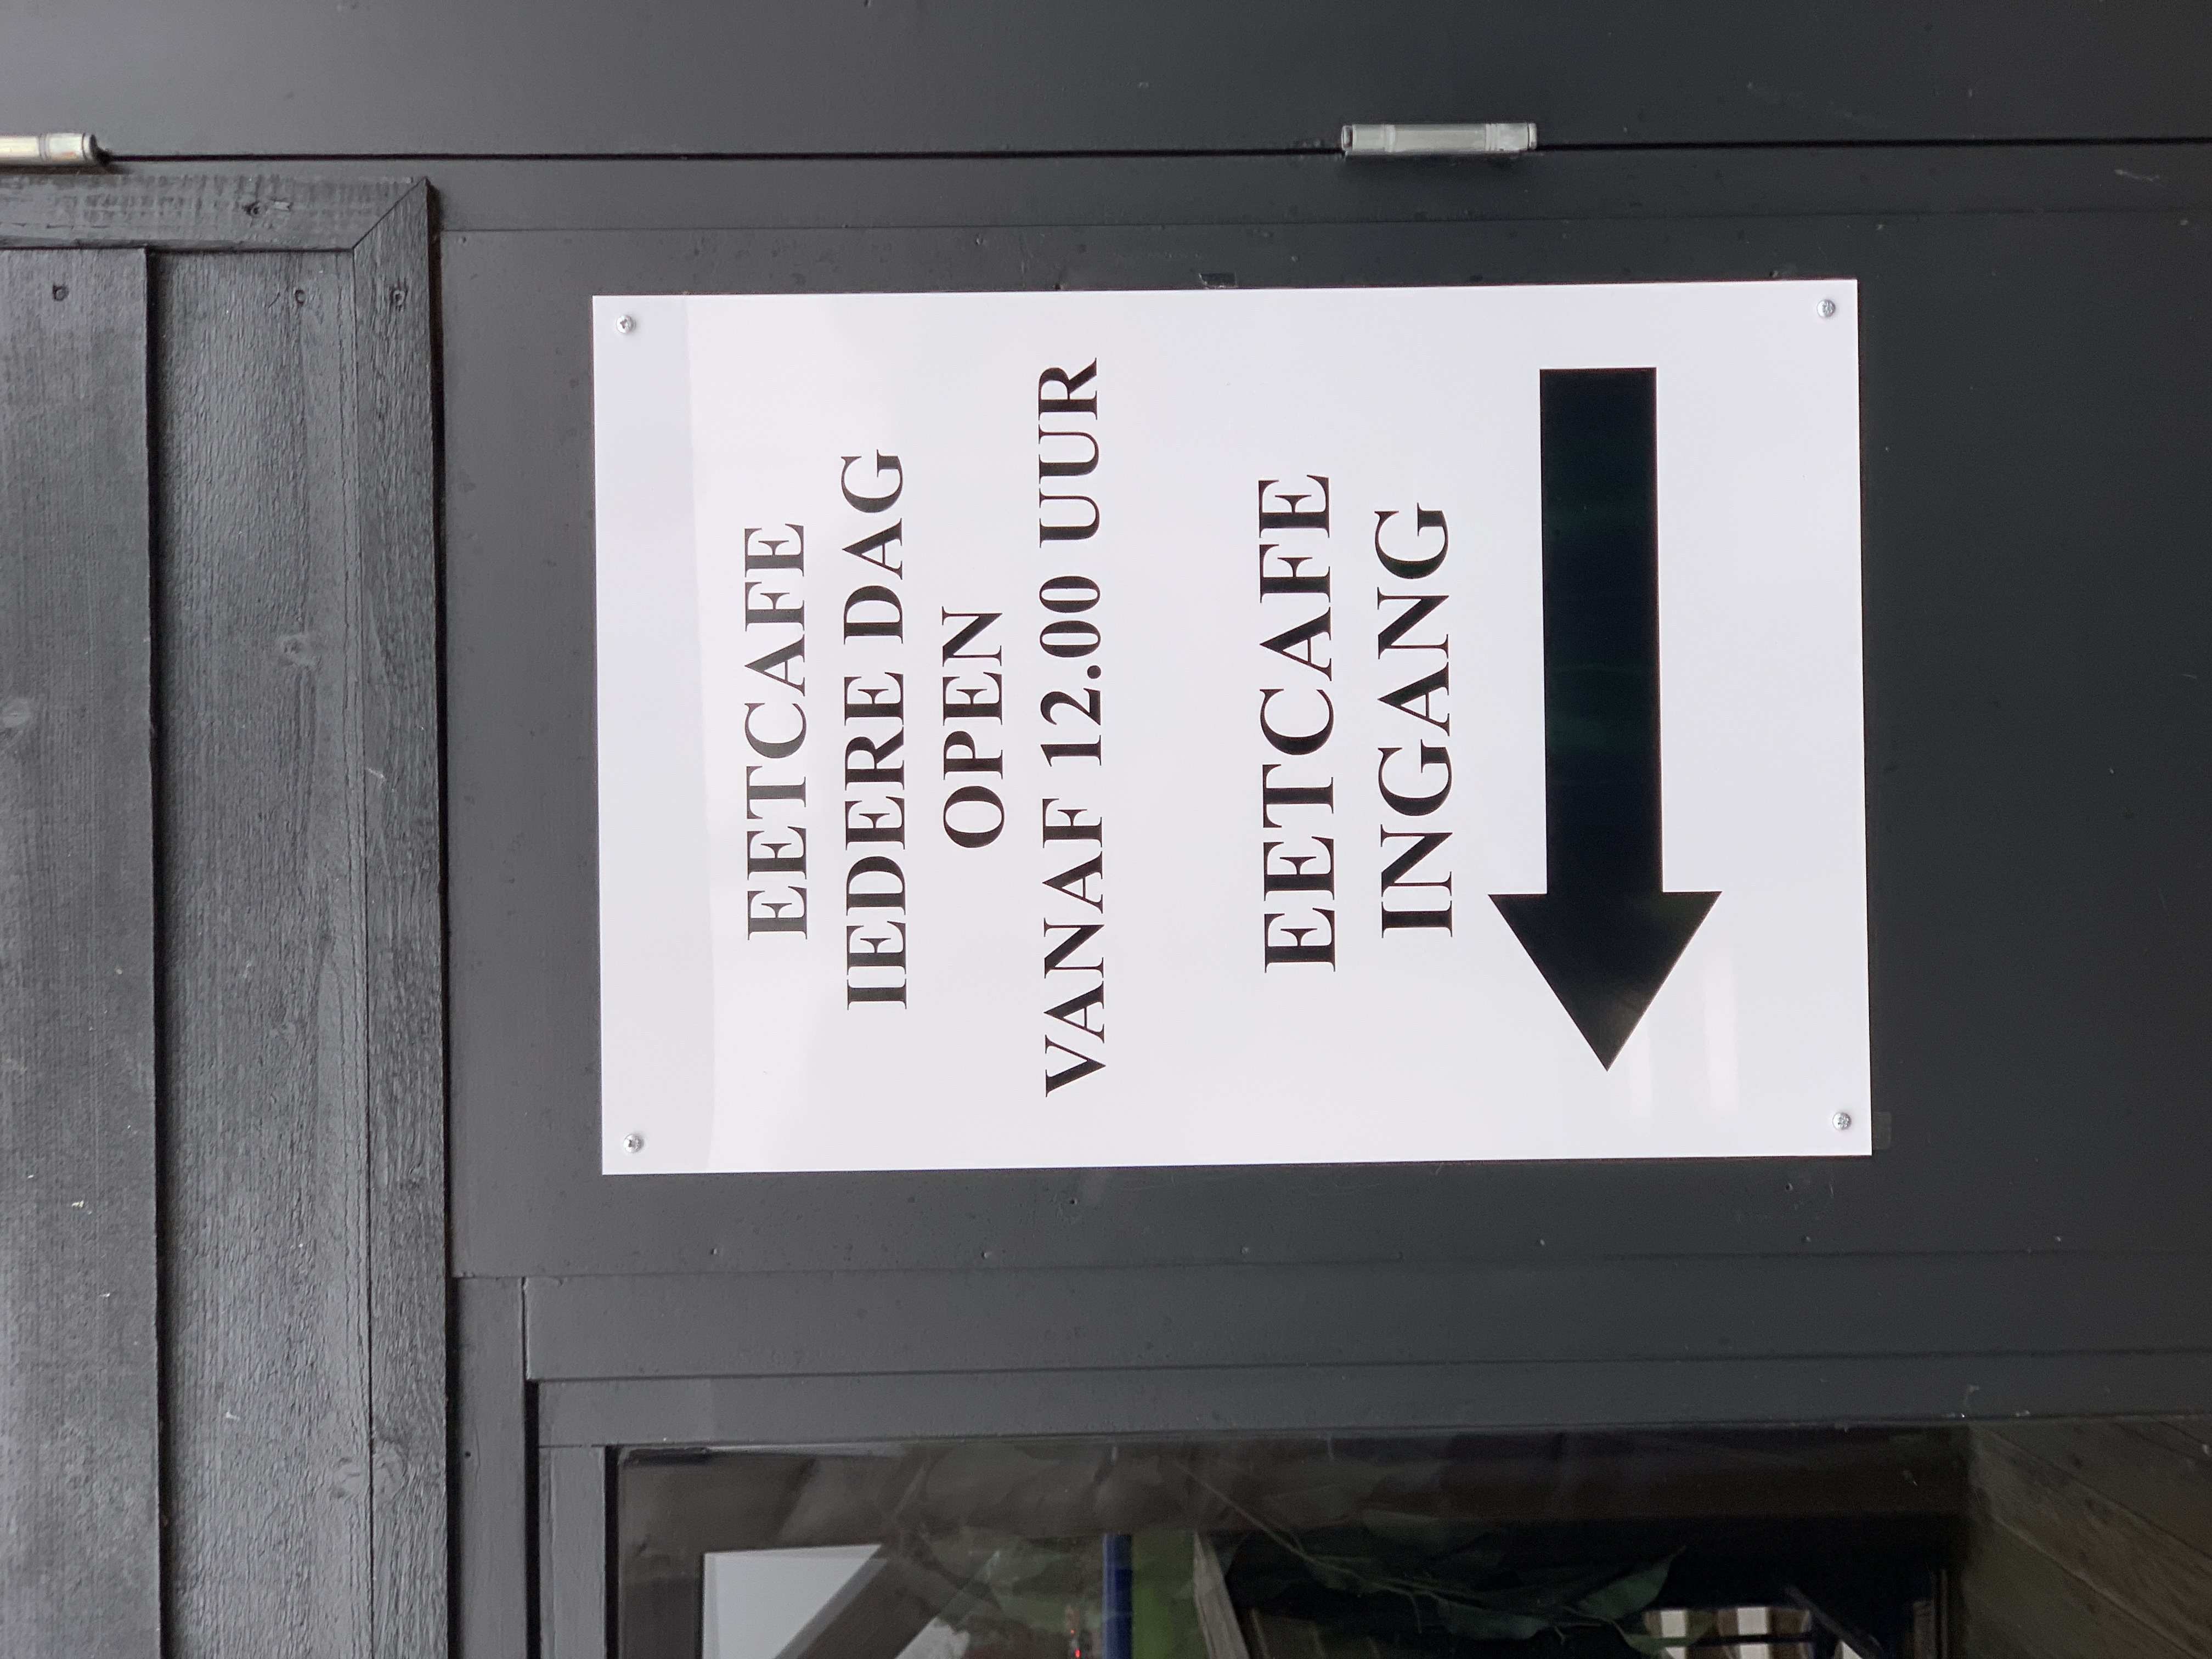 EETCAFE
IEDERE DAG
OPEN
VANAF 12.00 UUR
EETCAFE
INGANG